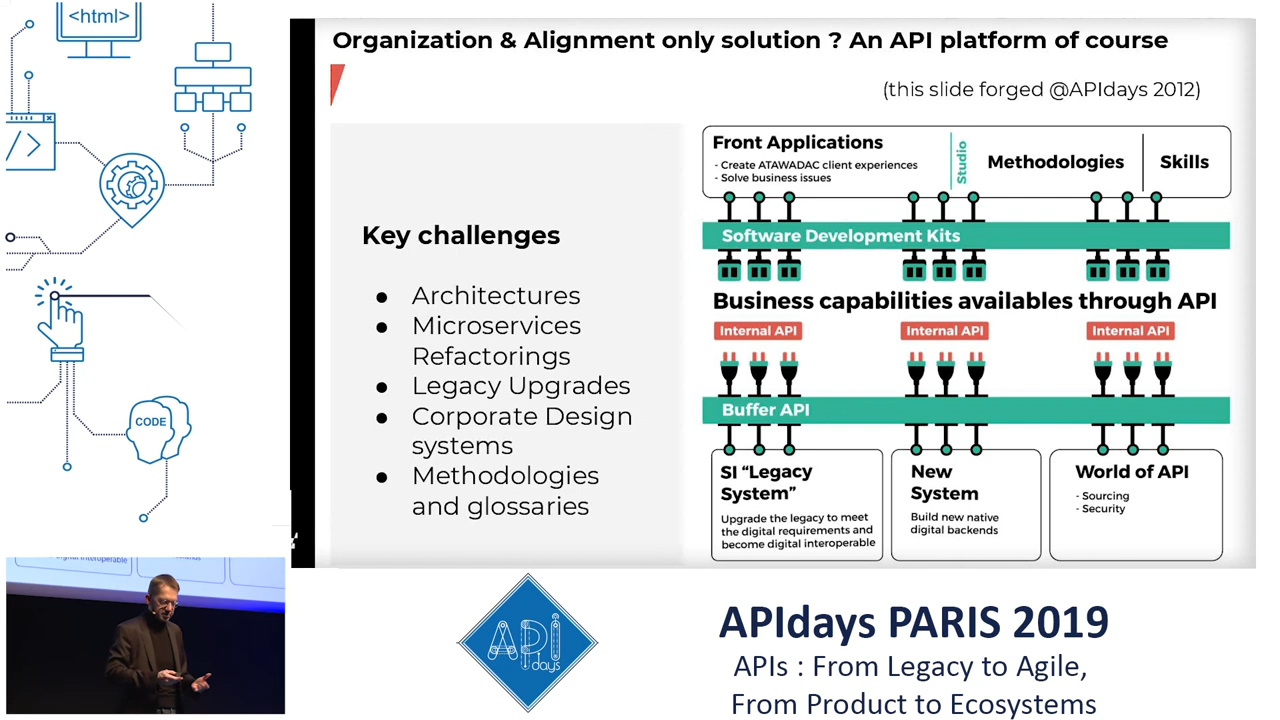 <html>
</>
CODE
Organization & Alignment only solution ? An API platform of course
(this slide forged @APIdays 2012)
Key challenges
● Architectures
● Microservices
Refactorings
● Legacy Upgrades
● Corporate Design
systems
● Methodologies
and glossaries
Front Applications
- Create ATAWADAC client experiences
- Solve business issues
Studio
Methodologies
Skills
Software Development Kits
Business capabilities availables through API
Internal API
Internal API
Internal API
Buffer API
SI “Legacy
System”
Upgrade the legacy to meet
the digital requirements and
become digital interoperable
New
System
Build new native
digital backends
World of API
- Sourcing
- Security
API
days
APIdays PARIS 2019
APIs : From Legacy to Agile,
From Product to Ecosystems